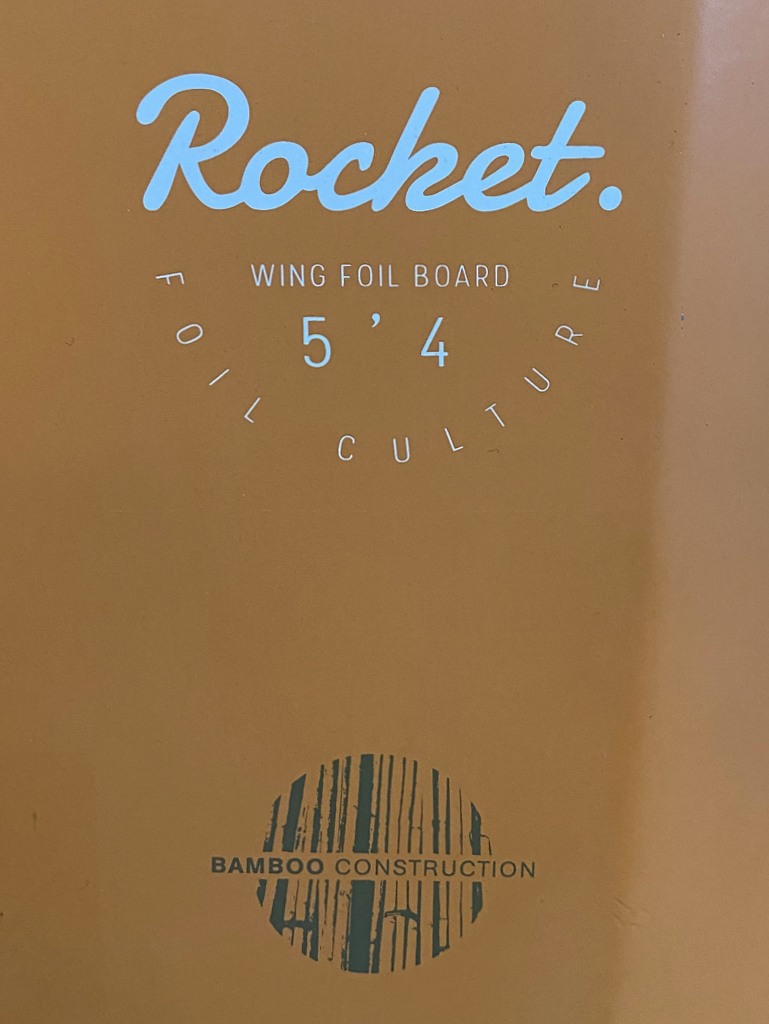 Rocket.
WING FOIL BOARD
5'4
FOIL CULTURE
BAMBOO CONSTRUCTION